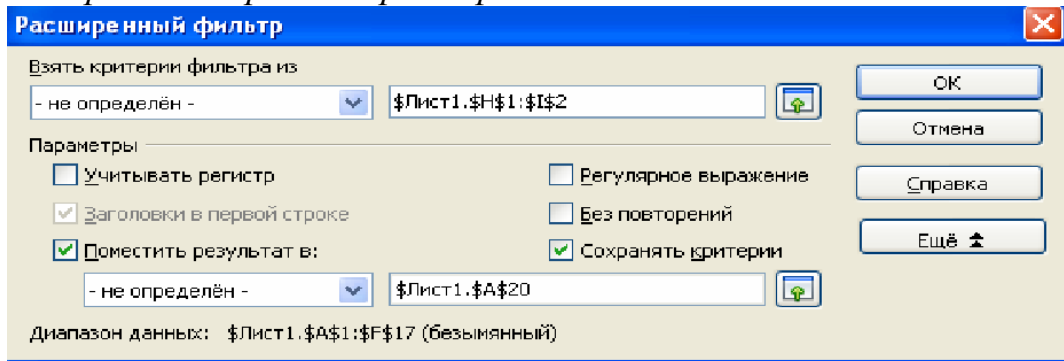 Расширенный фильтр
Взять критерии фильтра из
- не определён - $Лист1.$H$1:$I$2
ОК
Отмена
Параметры
Учитывать регистр Регулярное выражение
Справка
Заголовки в первой строке Без повторений
Поместить результат в: Сохранять критерии
Ещё
- не определён - $Лист1.$A$20
Диапазон данных: $Лист1.$A$1:$F$17 (безымянный)